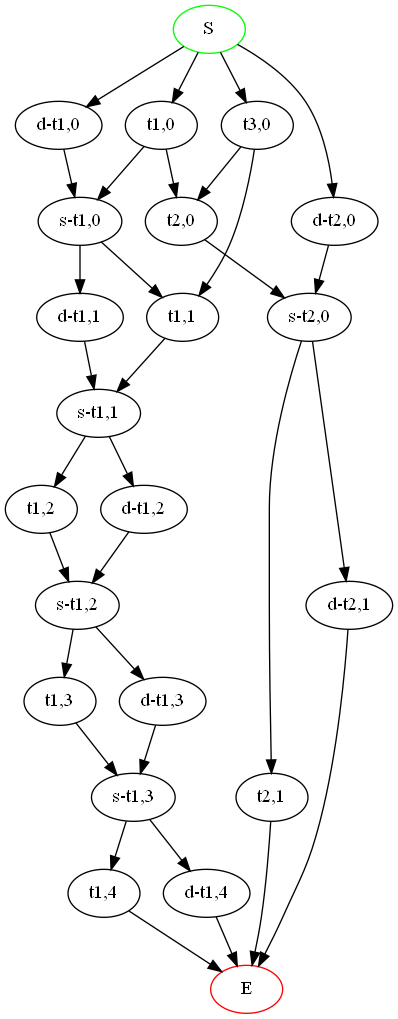 S
d-t1,0
t1,0
t3,0
s-t1,0
t2,0
d-t2,0
d-t1,1
t1,1
s-t2,0
s-t1,1
t1,2
d-t1,2
s-t1,2
d-t2,1
t1,3
d-t1,3
s-t1,3
t2,1
t1,4
d-t1,4
E